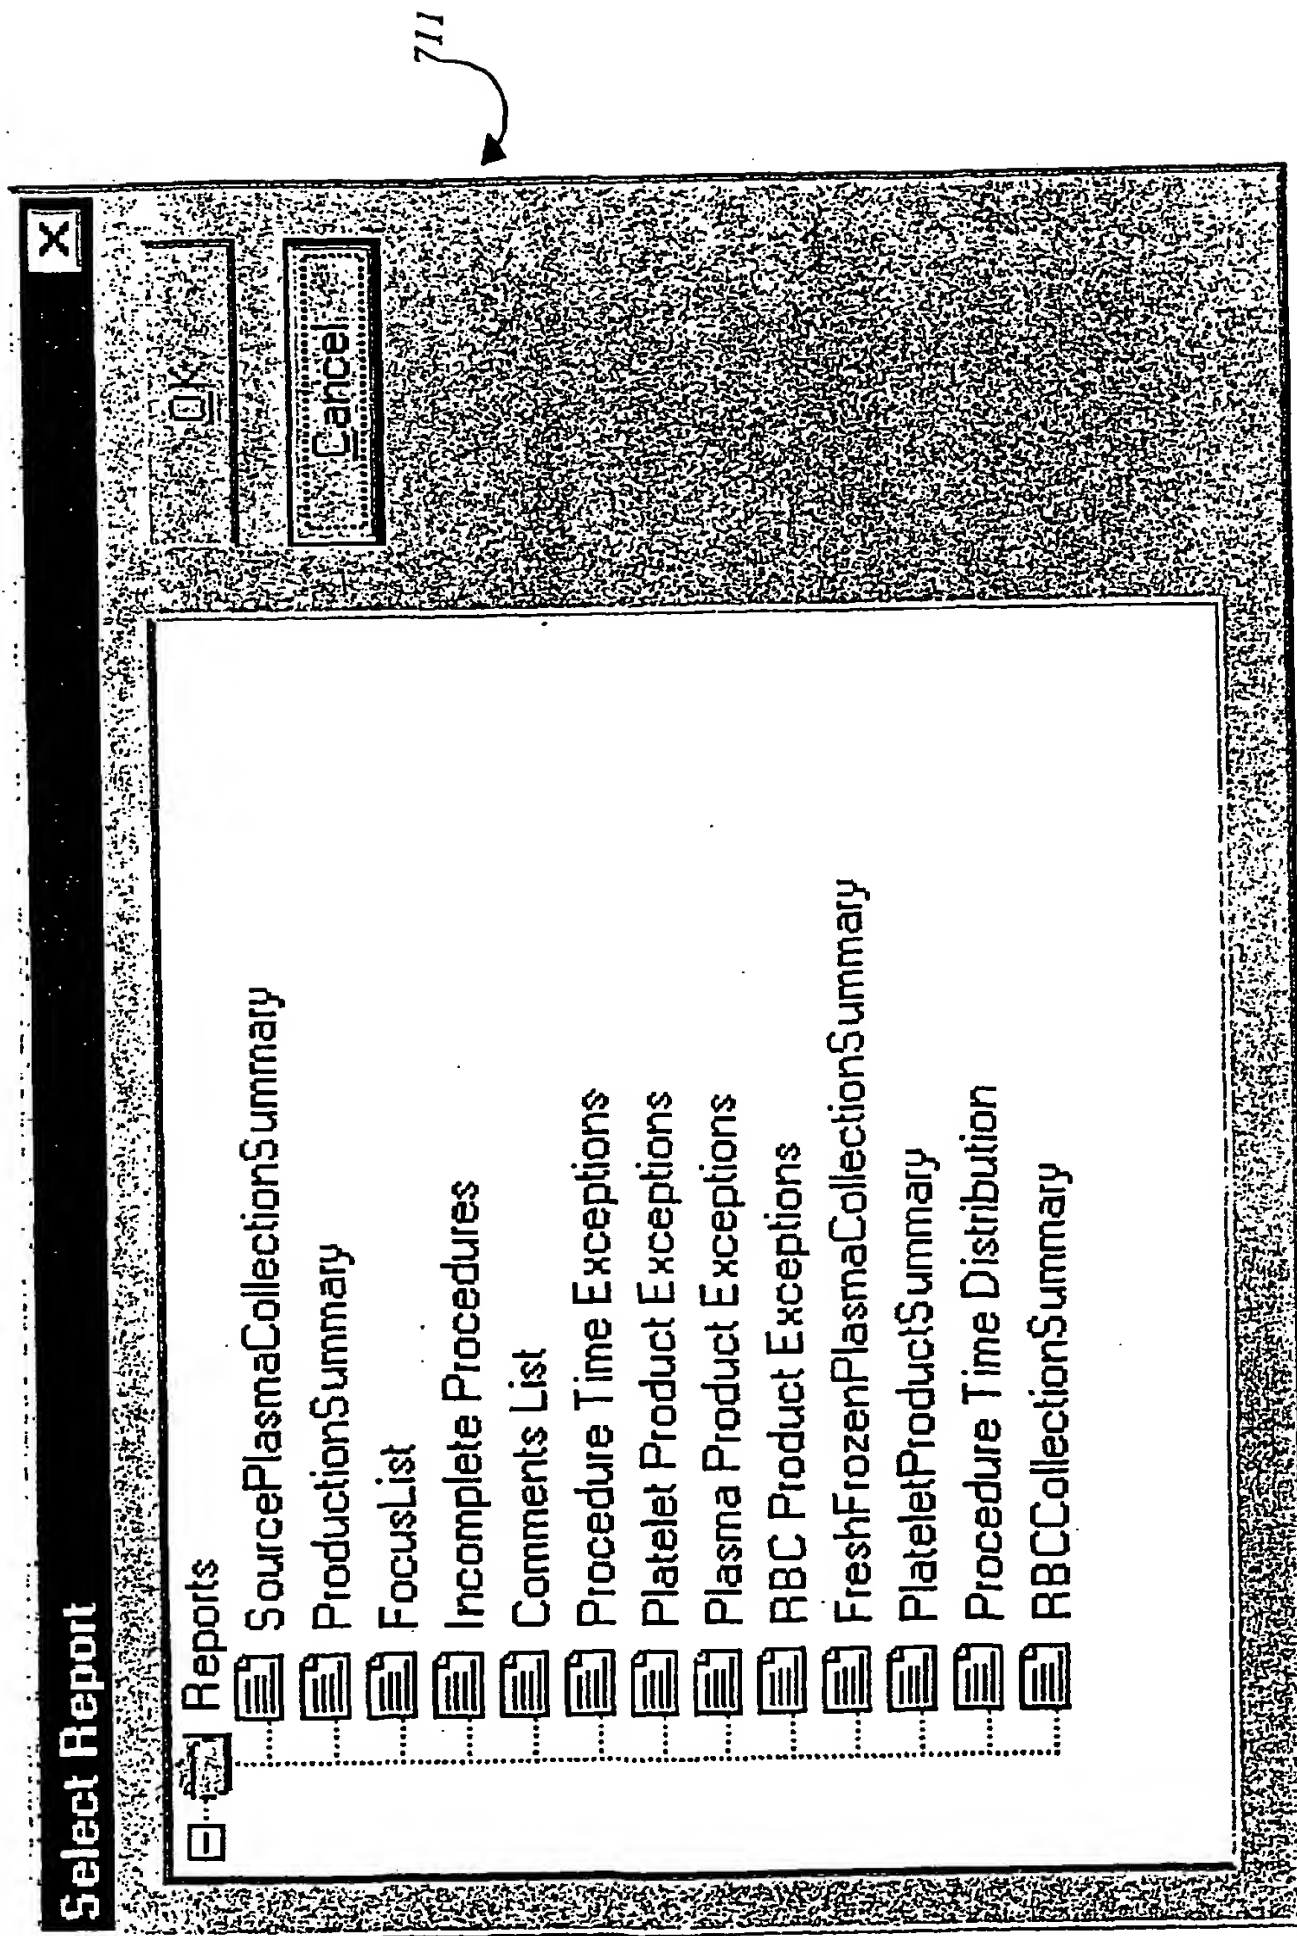 Select Report
X
Reports
SourcePlasmaCollectionSummary
ProductionSummary
FocusList
Incomplete Procedures
Comments List
Procedure Time Exceptions
Platelet Product Exceptions
Plasma Product Exceptions
RBC Product Exceptions
FreshFrozenPlasmaCollectionSummary
PlateletProductSummary
Procedure Time Distribution
RBCCollectionSummary
OK
Cancel
711